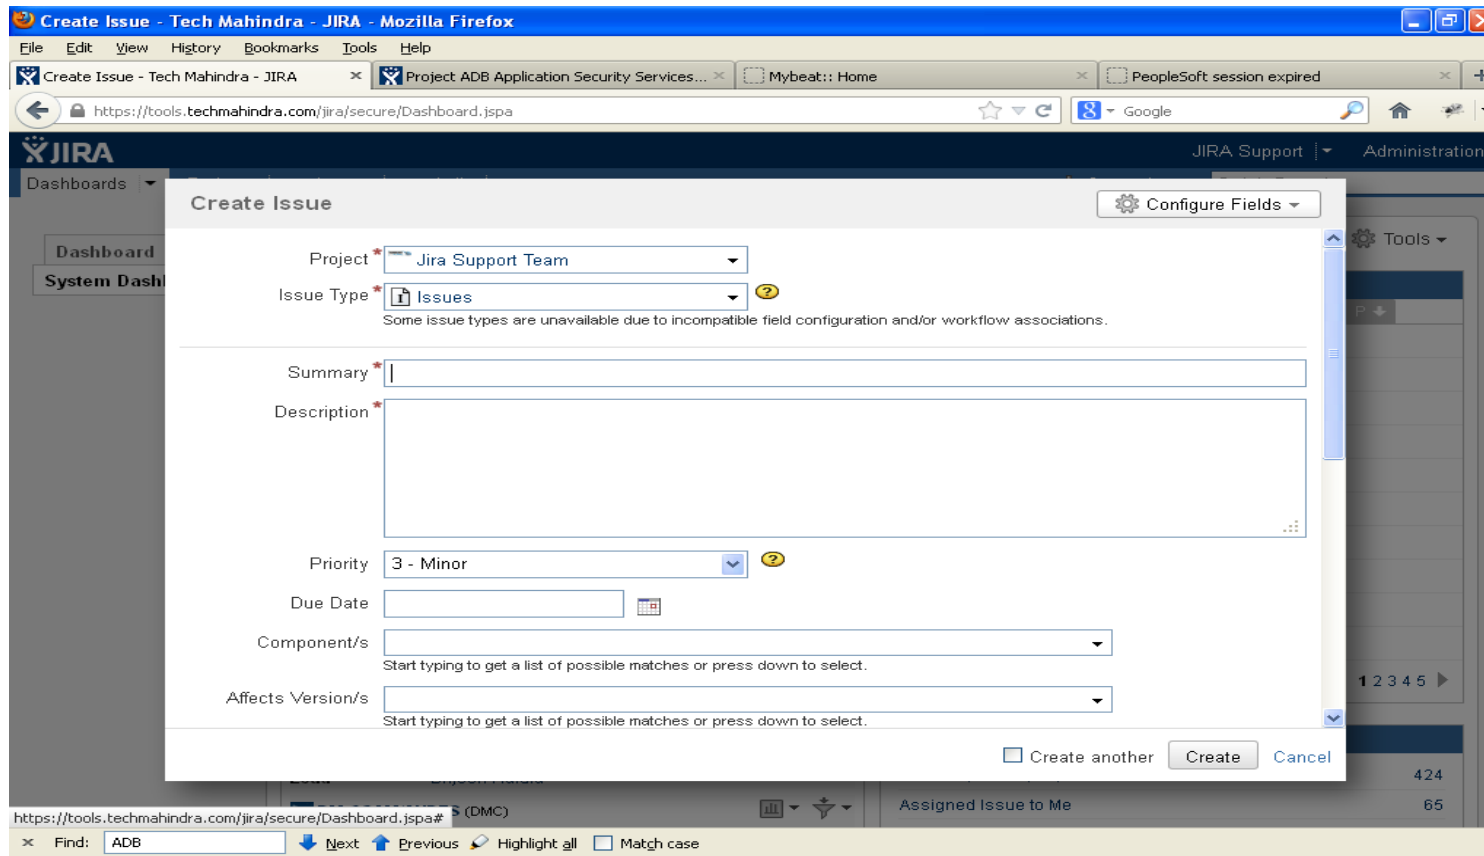 Create Issue - Tech Mahindra - JIRA - Mozilla Firefox
File Edit View History Bookmarks Tools Help
Create Issue - Tech Mahindra - JIRA × Project ADB Application Security Services... × Mybeat:: Home × PeopleSoft session expired ×
https://tools.techmahindra.com/jira/secure/Dashboard.jspa Google
JIRA JIRA Support Administration
Dashboards
Create Issue Configure Fields
Dashboard Tools
System Dash
Project * Jira Support Team
Issue Type * Issues
Some issue types are unavailable due to incompatible field configuration and/or workflow associations.
P
Summary *
Description *
Priority 3 - Minor
Due Date
Component/s
Start typing to get a list of possible matches or press down to select.
Affects Version/s
1 2 3 4 5
Start typing to get a list of possible matches or press down to select.
Create another Create Cancel
424
(DMC) Assigned Issue to Me 65
https://tools.techmahindra.com/jira/secure/Dashboard.jspa#
× Find: ADB Next Previous Highlight all Match case